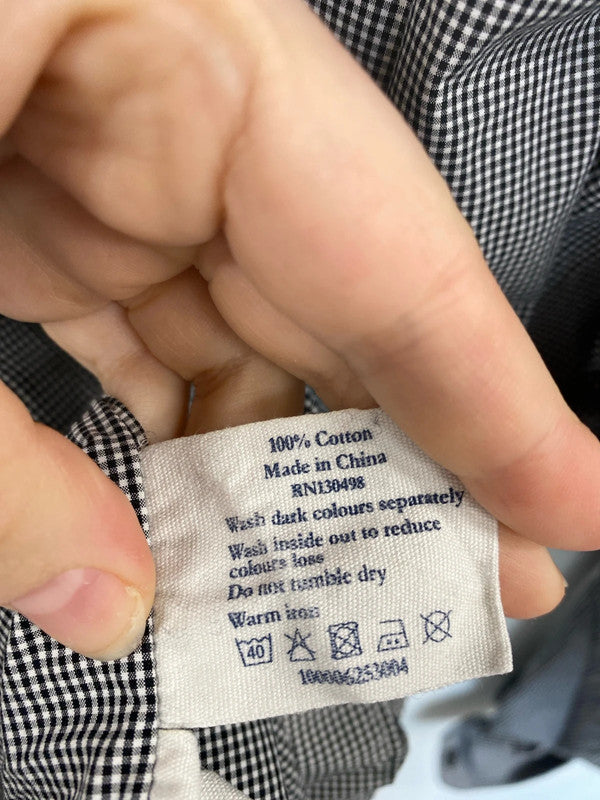 100% Cotton
Made in China
RN130498
Wash dark colours separately
Wash inside out to reduce
colours loss
Do not tumble dry
Warm iron
40
100006253004